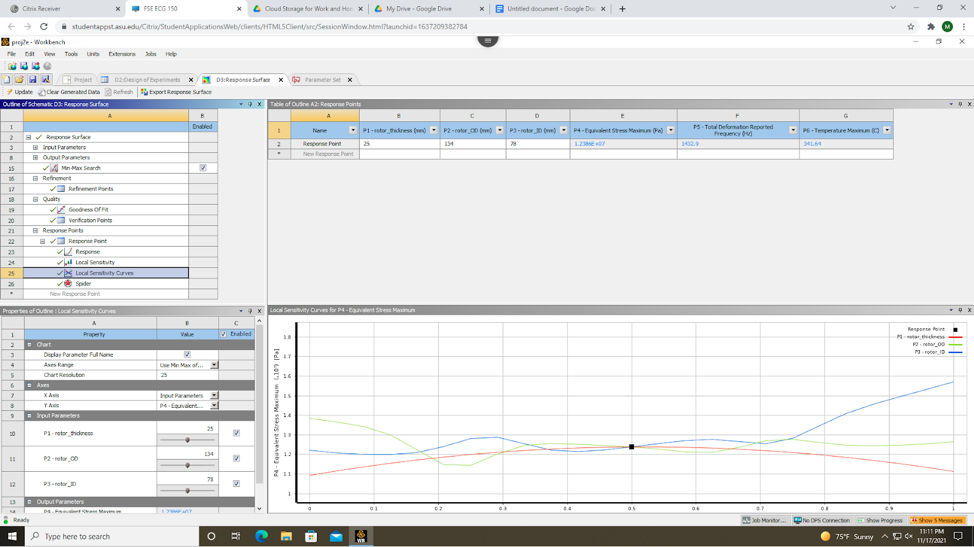 Citrix Receiver
FSE ECG 150
Cloud Storage for Work and Hon
My Drive - Google Drive
Untitled document - Google Doc
studentappst.asu.edu/Citrix/StudentApplicationsWeb/clients/HTML5Client/src/SessionWindow.html?launchid=1637209382784
M
proj2e - Workbench
File Edit View Tools Units Extensions Jobs Help
Project
D2:Design of Experiments
D3:Response Surface
Parameter Set
Update
Clear Generated Data
Refresh
Export Response Surface
Outline of Schematic D3: Response Surface
A B
1 Enabled
2 Response Surface
3 Input Parameters
8 Output Parameters
15 Min-Max Search
16 Refinement
17 Refinement Points
18 Quality
19 Goodness Of Fit
20 Verification Points
21 Response Points
22 Response Point
23 Response
24 Local Sensitivity
25 Local Sensitivity Curves
26 Spider
* New Response Point
Table of Outline A2: Response Points
A B C D E F G
1 Name P1 - rotor_thickness (mm) P2 - rotor_OD (mm) P3 - rotor_ID (mm) P4 - Equivalent Stress Maximum (Pa) P5 - Total Deformation Reported Frequency (Hz) P6 - Temperature Maximum (C)
2 Response Point 25 134 78 1.2386E+07 1432.9 341.64
* New Response Point
Properties of Outline : Local Sensitivity Curves
A B C
1 Property Value Enabled
2 Chart
3 Display Parameter Full Name
4 Axes Range Use Min Max of...
5 Chart Resolution 25
6 Axes
7 X Axis Input Parameters
8 Y Axis P4 - Equivalent...
9 Input Parameters
10 P1 - rotor_thickness 25
11 P2 - rotor_OD 134
12 P3 - rotor_ID 78
13 Output Parameters
14 P4 - Equivalent Stress Maximum 1.2386E+07
Local Sensitivity Curves for P4 - Equivalent Stress Maximum
Response Point
P1 - rotor_thickness
P2 - rotor_OD
P3 - rotor_ID
1.8
1.7
1.6
1.5
1.4
1.3
1.2
1.1
1
P4 - Equivalent Stress Maximum
[Pa]
0 0.1 0.2 0.3 0.4 0.5 0.6 0.7 0.8 0.9 1
Ready
Job Monitor...
No DPS Connection
Show Progress
Show 5 Messages
Type here to search
WB
75°F Sunny
11:11 PM
11/17/2021